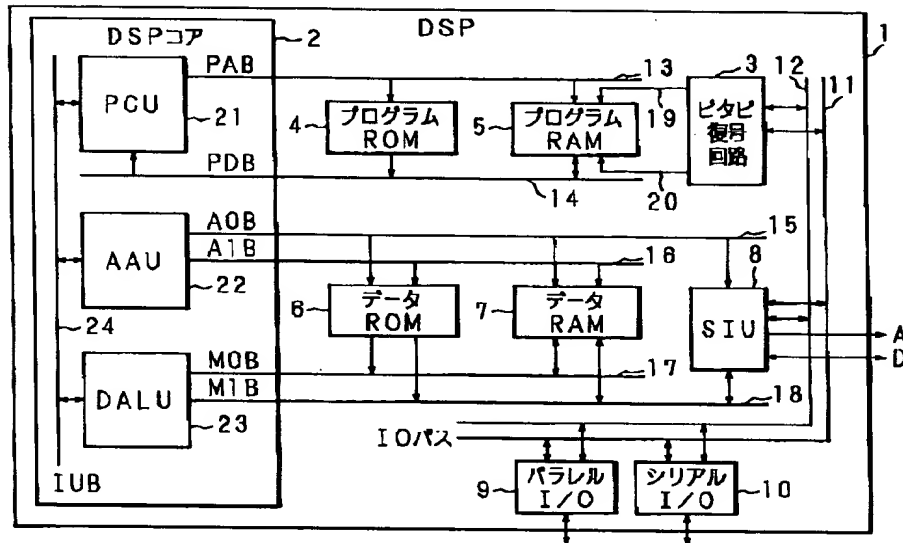 DSP
1
DSPコア
2
PAB
13
3
12
11
PCU
21
4
プログラム
ROM
5
プログラム
RAM
19
ビタビ
復号
回路
PDB
14
20
A0B
15
A1B
16
8
AAU
22
6
データ
ROM
7
データ
RAM
SIU
A
D
24
M0B
17
M1B
18
DALU
23
IOバス
IUB
9
パラレル
I/O
シリアル
I/O
10